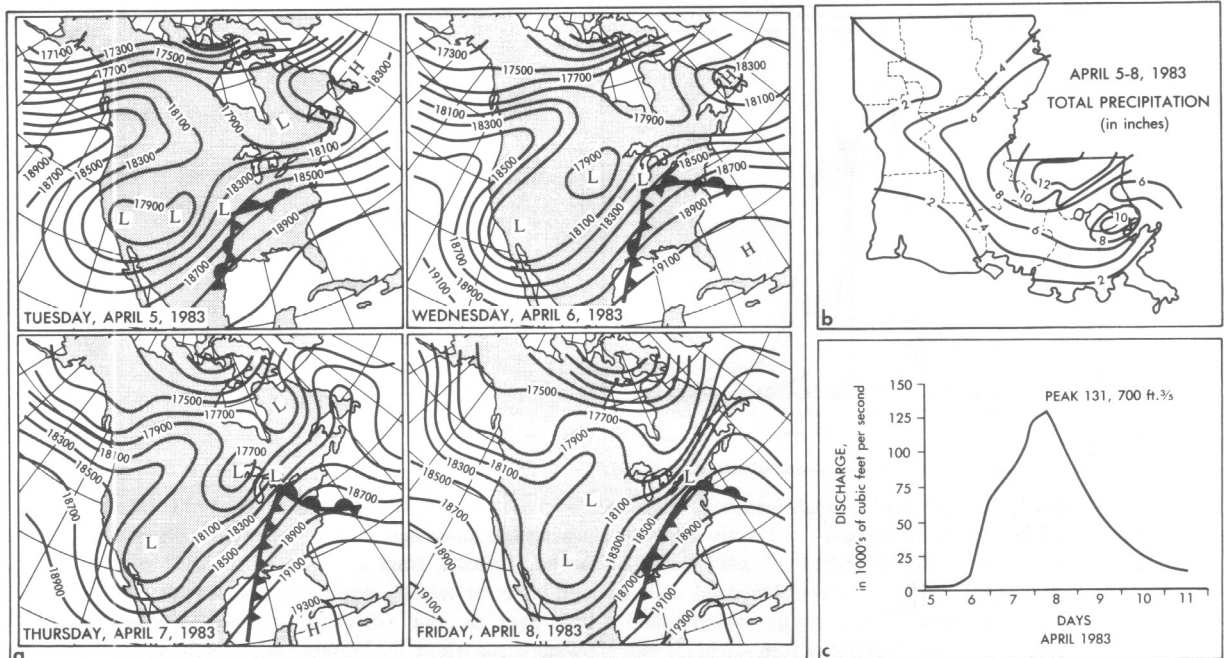 17100
17300
17500
17700
18100
17900
18300
H
L
18100
18900
18700
18500
18300
18300
18500
17900
L
L
L
18900
18700
TUESDAY, APRIL 5, 1983
17300
17500
17700
H
18300
18100
18100
18300
17900
18500
17900
L
L
18500
18700
18900
L
18100
18300
18700
19100
18900
18700
19100
H
WEDNESDAY, APRIL 6, 1983
17500
17700
L
17900
18300
18100
18500
17700
L
L
18700
18700
18100
18300
L
18500
18900
18900
19100
19300
H
THURSDAY, APRIL 7, 1983
17500
17700
17900
18300
18100
18500
L
L
18700
18100
18500
18900
L
18300
18900
18700
19100
19100
19300
FRIDAY, APRIL 8, 1983
a
APRIL 5-8, 1983
TOTAL PRECIPITATION
(in inches)
4
2
6
12
10
8
6
2
4
6
10
8
2
b
150
125
100
75
50
25
0
DISCHARGE,
in 1000's of cubic feet per second
PEAK 131, 700 ft.³/s
5 6 7 8 9 10 11
DAYS
APRIL 1983
c